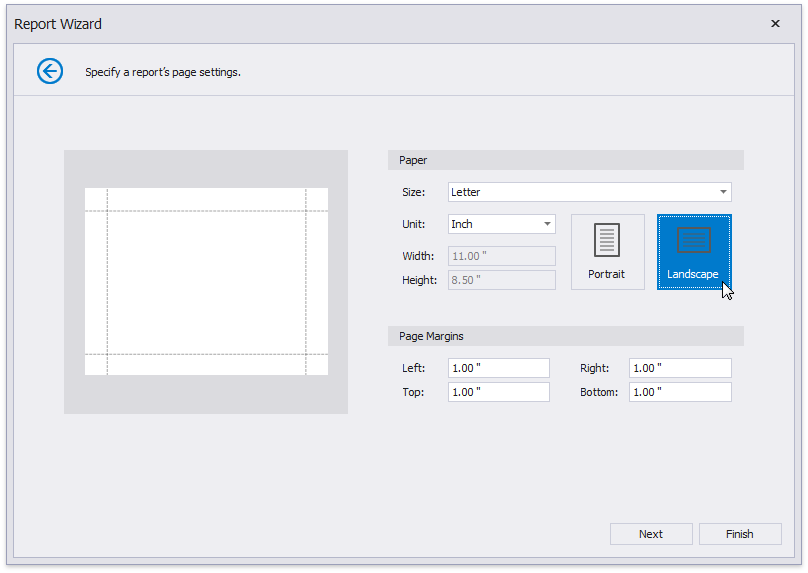 Report Wizard
Specify a report's page settings.
Paper
Size: Letter
Unit: Inch
Width: 11.00 "
Height: 8.50 "
Portrait
Landscape
Page Margins
Left: 1.00 " Right: 1.00 "
Top: 1.00 " Bottom: 1.00 "
Next Finish